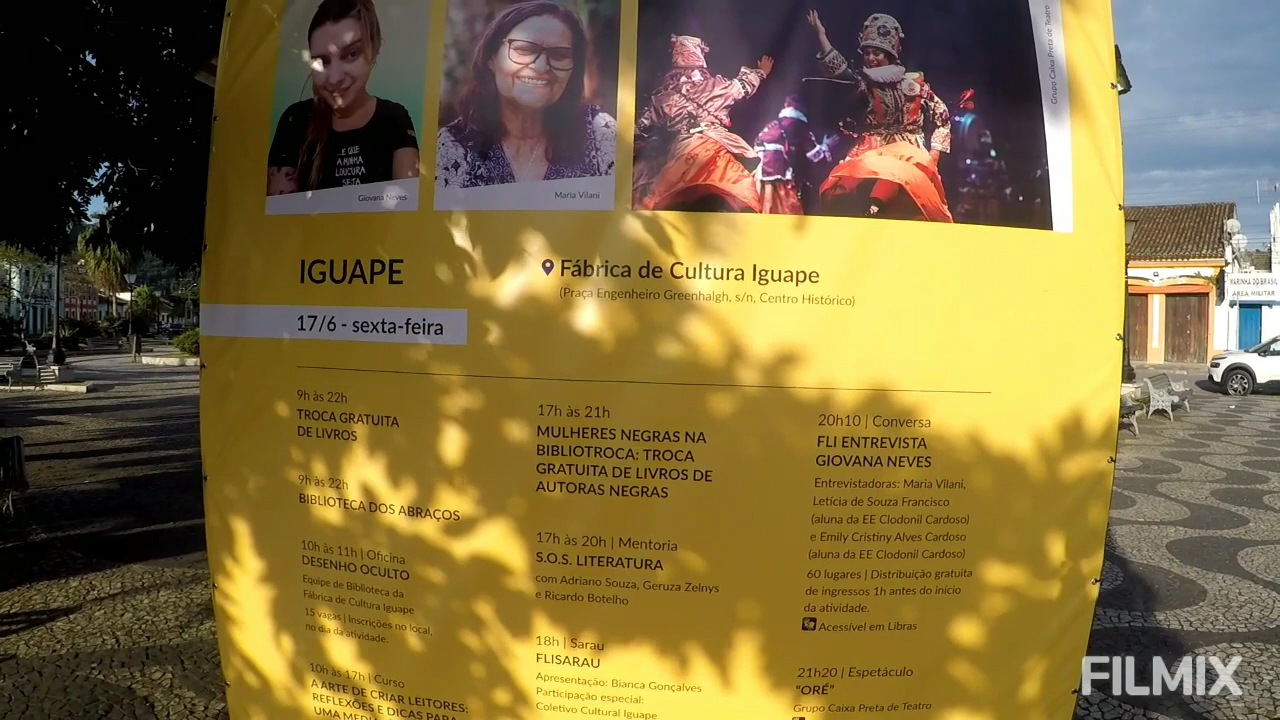 ...E QUE
A MINHA
LOUCURA
SEJA
Giovana Neves
Maria Vilani
Grupo Caixa Preta de Teatro
IGUAPE
Fábrica de Cultura Iguape
(Praça Engenheiro Greenhalgh, s/n, Centro Histórico)
17/6 - sexta-feira
9h às 22h
TROCA GRATUITA
DE LIVROS
9h às 22h
BIBLIOTECA DOS ABRAÇOS
10h às 11h | Oficina
DESENHO OCULTO
Equipe de Biblioteca da
Fábrica de Cultura Iguape
15 vagas | Inscrições no local,
no dia da atividade.
10h às 17h | Curso
A ARTE DE CRIAR LEITORES:
REFLEXÕES E DICAS PARA
UMA
17h às 21h
MULHERES NEGRAS NA
BIBLIOTROCA: TROCA
GRATUITA DE LIVROS DE
AUTORAS NEGRAS
17h às 20h | Mentoria
S.O.S. LITERATURA
com Adriano Souza, Geruza Zelnys
e Ricardo Botelho
18h | Sarau
FLISARAU
Apresentação: Bianca Gonçalves
Participação especial:
Coletivo Cultural Iguape
20h10 | Conversa
FLI ENTREVISTA
GIOVANA NEVES
Entrevistadoras: Maria Vilani,
Letícia de Souza Francisco
(aluna da EE Clodonil Cardoso)
e Emily Cristiny Alves Cardoso
(aluna da EE Clodonil Cardoso)
60 lugares | Distribuição gratuita
de ingressos 1h antes do início
da atividade.
Acessível em Libras
21h20 | Espetáculo
"ORÉ"
Grupo Caixa Preta de Teatro
MARINHA DO BRASIL
AREA MILITAR
FILMIX